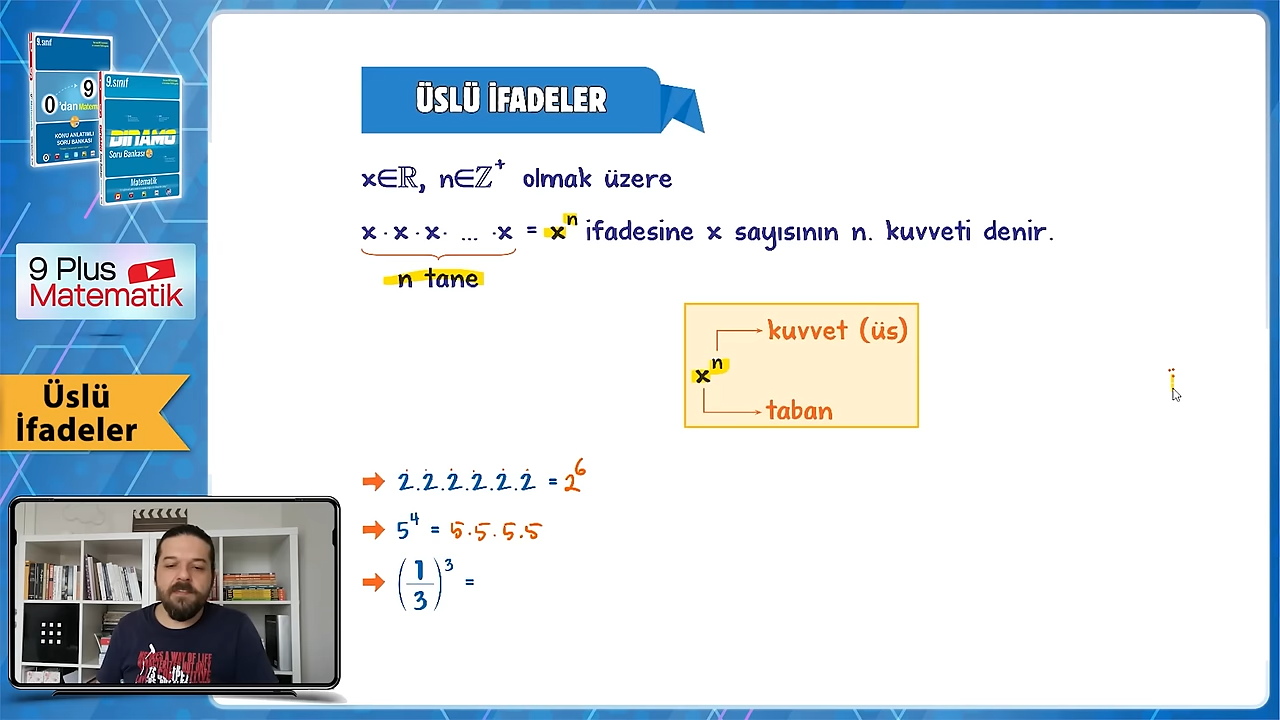 9.sınıf
0'dan 9 Matem
KONU ANLATIMLI
SORU BANKASI
9.sınıf
DİNAMO
Soru Bankası
Matematik
9 Plus
Matematik
Üslü
İfadeler
ÜSLÜ İFADELER
x∈ℝ, n∈ℤ⁺ olmak üzere
x · x · x · ... · x = xⁿ ifadesine x sayısının n. kuvveti denir.
n tane
kuvvet (üs)
xⁿ
taban
➡ 2.2.2.2.2.2 = 2⁶
➡ 5⁴ = 5.5.5.5
➡ (1/3)³ =